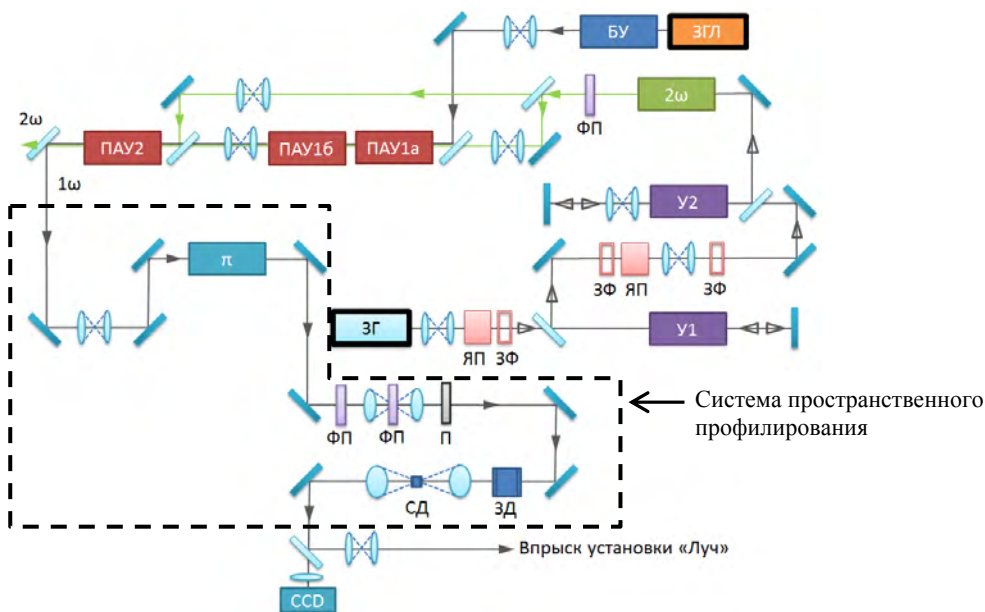 БУ
ЗГЛ
2ω
ФП
2ω
ПАУ2
ПАУ1б
ПАУ1а
1ω
У2
π
ЗФ
ЯП
ЗФ
ЗГ
ЯП
ЗФ
У1
ФП
ФП
П
Система пространственного
профилирования
СД
ЗД
Впрыск установки «Луч»
CCD